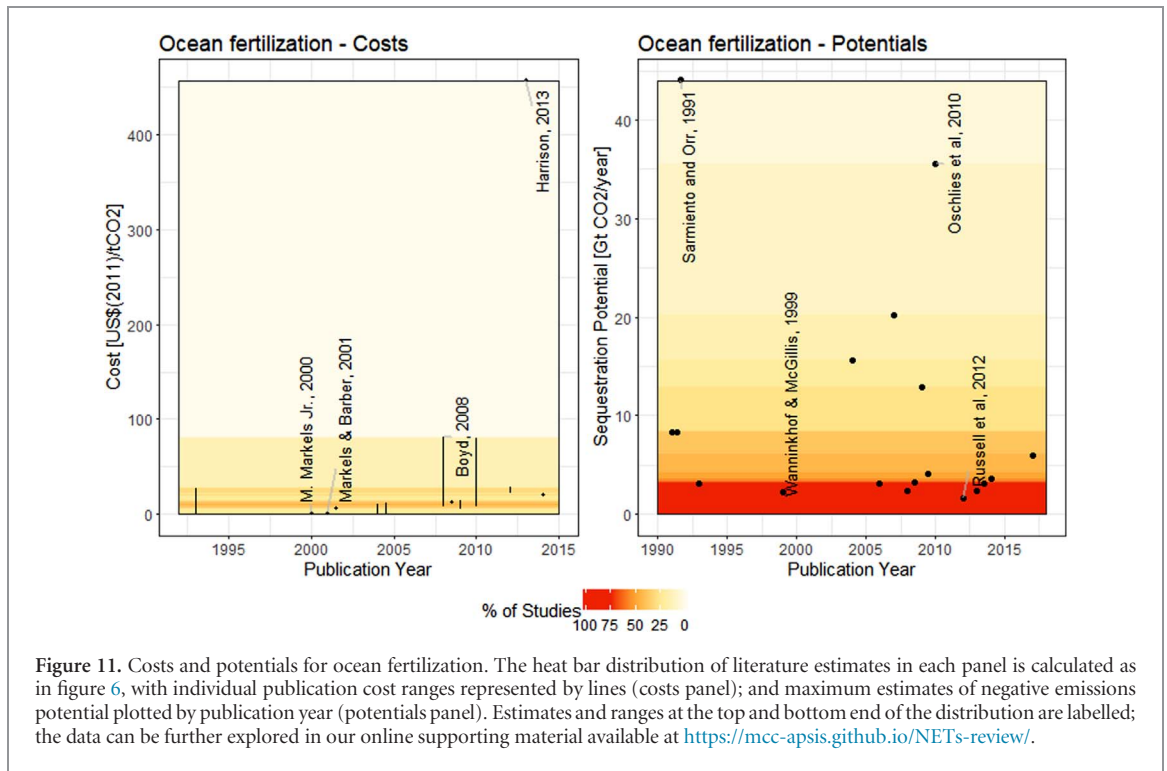 Ocean fertilization - Costs
Ocean fertilization - Potentials
Cost [US$(2011)/tCO2]
400
300
200
100
0
M. Markels Jr., 2000
Markels & Barber, 2001
Boyd, 2008
Harrison, 2013
1995
2000
2005
2010
2015
Publication Year
Sequestration Potential [Gt CO2/year]
40
30
20
10
0
Sarmiento and Orr, 1991
Wanninkhof & McGillis, 1999
Oschlies et al, 2010
Russell et al, 2012
1990
1995
2000
2005
2010
2015
Publication Year
% of Studies
100 75 50 25 0
Figure 11. Costs and potentials for ocean fertilization. The heat bar distribution of literature estimates in each panel is calculated as
in figure 6, with individual publication cost ranges represented by lines (costs panel); and maximum estimates of negative emissions
potential plotted by publication year (potentials panel). Estimates and ranges at the top and bottom end of the distribution are labelled;
the data can be further explored in our online supporting material available at https://mcc-apsis.github.io/NETs-review/.